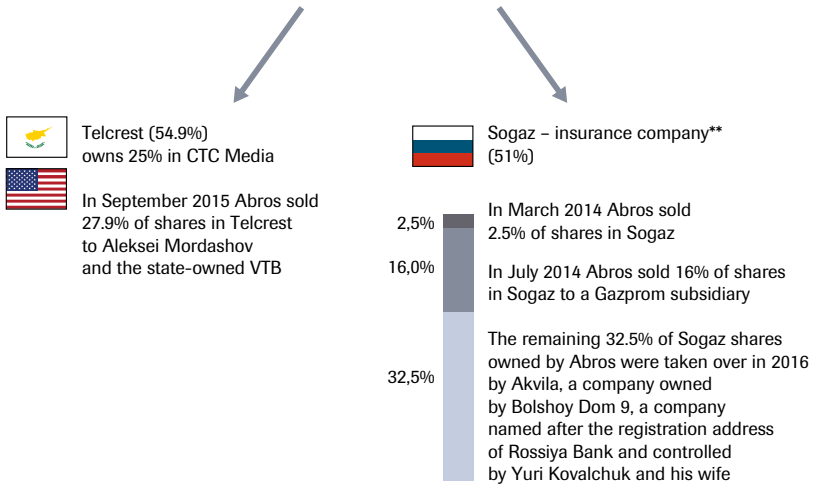 Telcrest (54.9%)
owns 25% in CTC Media
In September 2015 Abros sold
27.9% of shares in Telcrest
to Aleksei Mordashov
and the state-owned VTB
Sogaz – insurance company**
(51%)
2,5%
In March 2014 Abros sold
2.5% of shares in Sogaz
16,0%
In July 2014 Abros sold 16% of shares
in Sogaz to a Gazprom subsidiary
32,5%
The remaining 32.5% of Sogaz shares
owned by Abros were taken over in 2016
by Akvila, a company owned
by Bolshoy Dom 9, a company
named after the registration address
of Rossiya Bank and controlled
by Yuri Kovalchuk and his wife